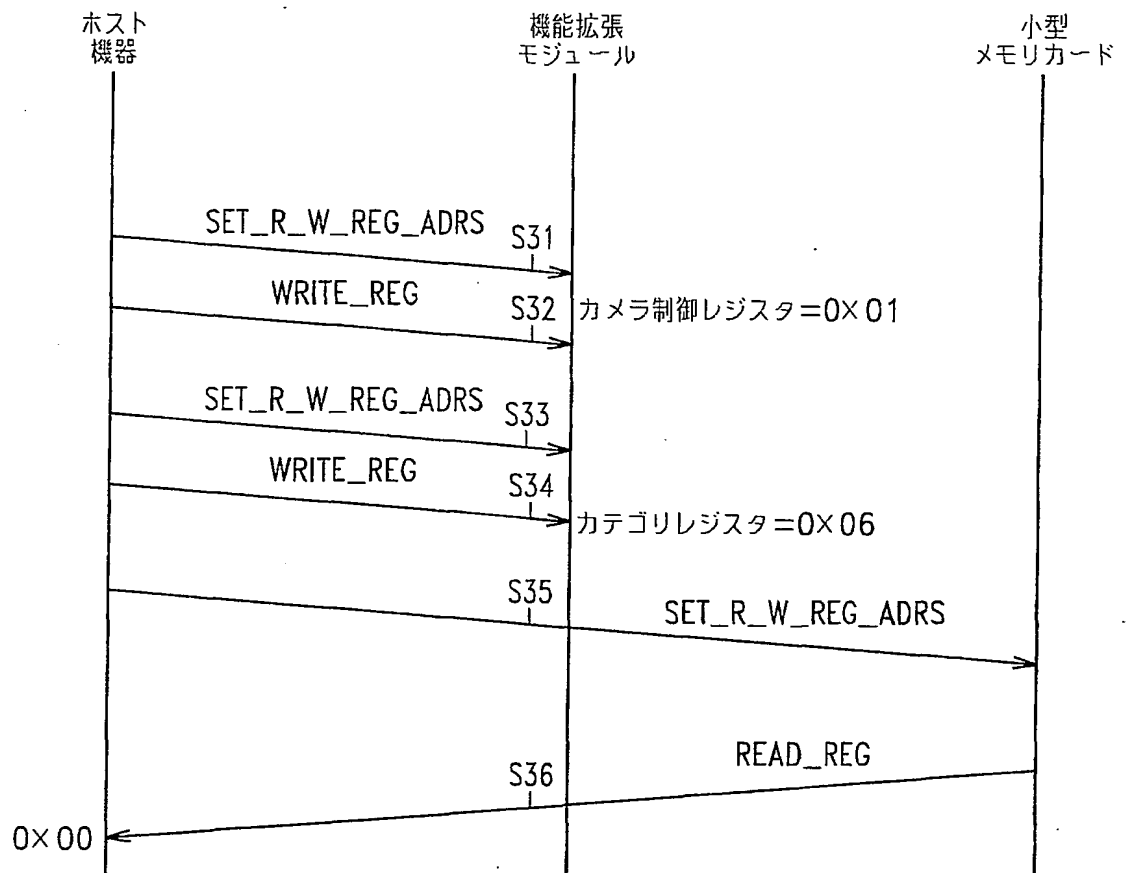 ホスト
機器
機能拡張
モジュール
小型
メモリカード
SET_R_W_REG_ADRS
S31
WRITE_REG
S32
カメラ制御レジスタ=0×01
SET_R_W_REG_ADRS
S33
WRITE_REG
S34
カテゴリレジスタ=0×06
S35
SET_R_W_REG_ADRS
READ_REG
S36
0×00